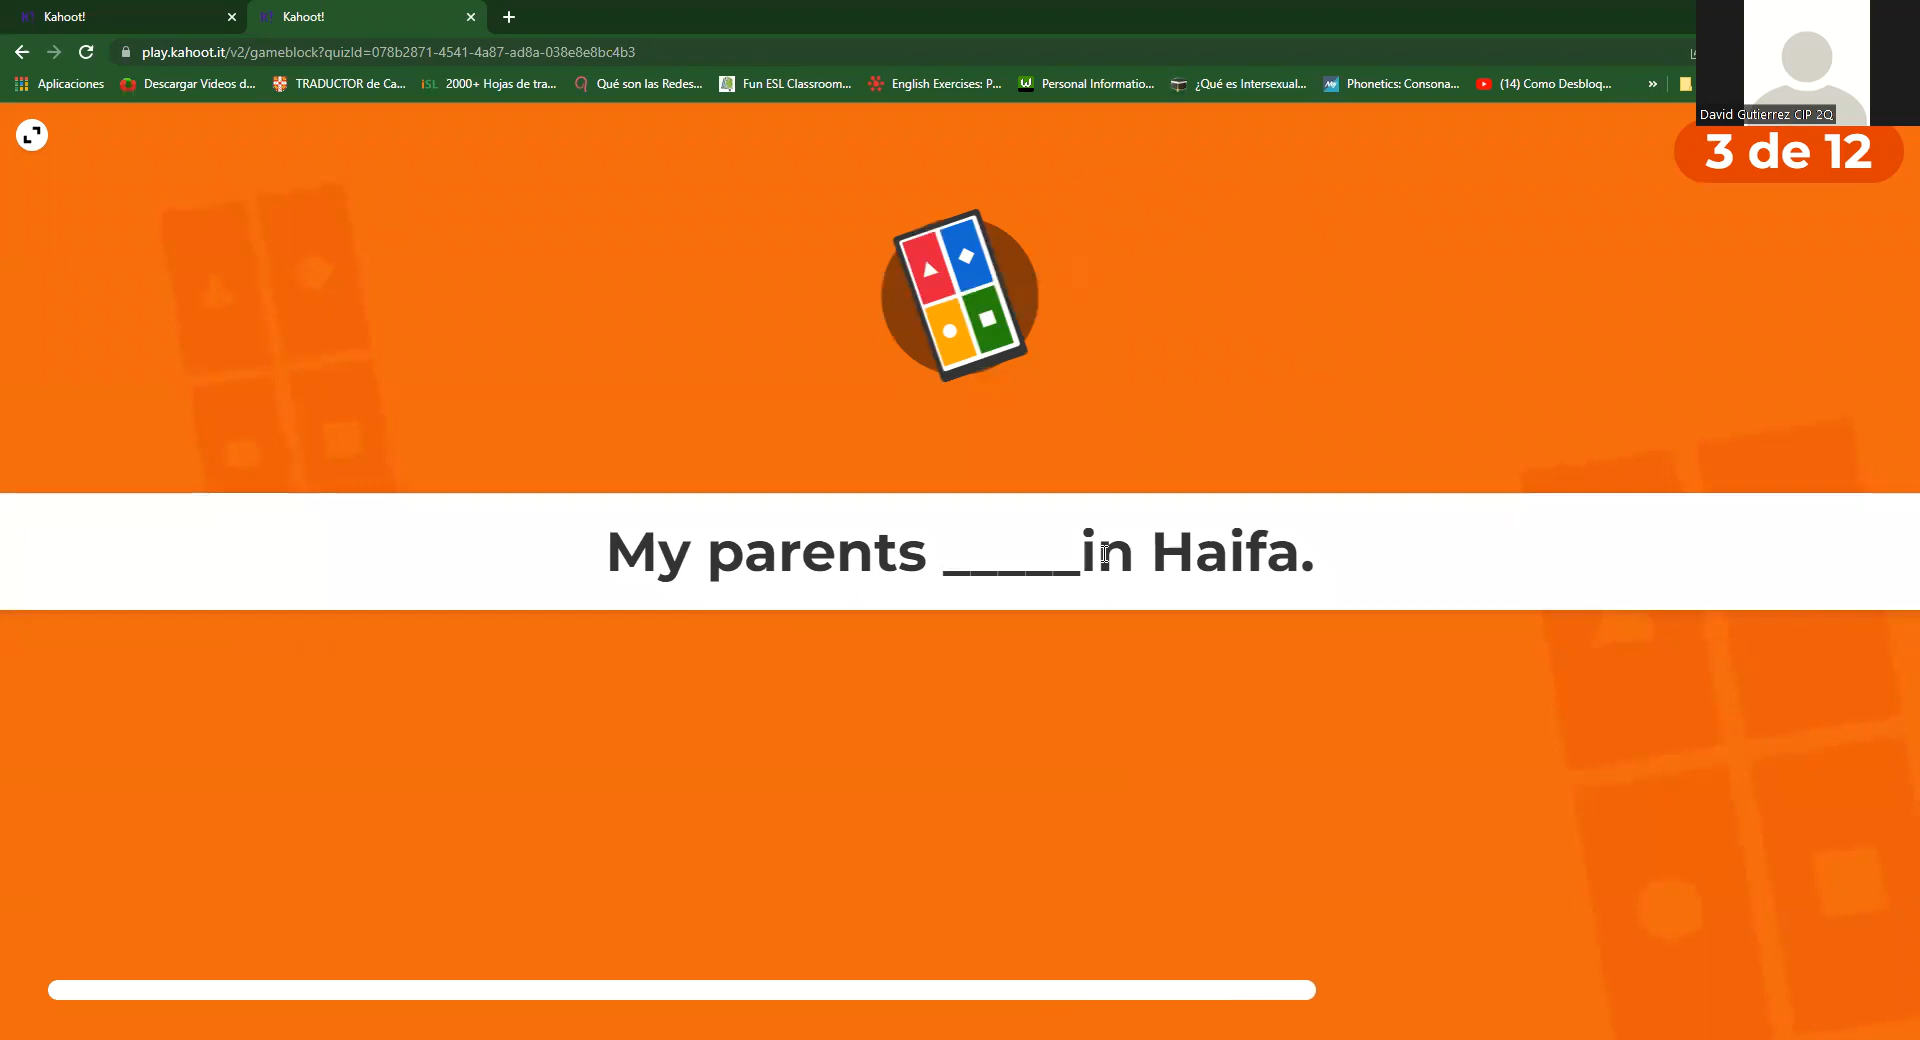 Kahoot!
Kahoot!
play.kahoot.it/v2/gameblock?quizId=078b2871-4541-4a87-ad8a-038e8e8bc4b3
Aplicaciones
Descargar Videos d...
TRADUCTOR de Ca...
iSL 2000+ Hojas de tra...
Qué son las Redes...
Fun ESL Classroom...
English Exercises: P...
Personal Informatio...
¿Qué es Intersexual...
Phonetics: Consona...
(14) Como Desbloq...
»
David Gutierrez CIP 2Q
3 de 12
My parents _____in Haifa.